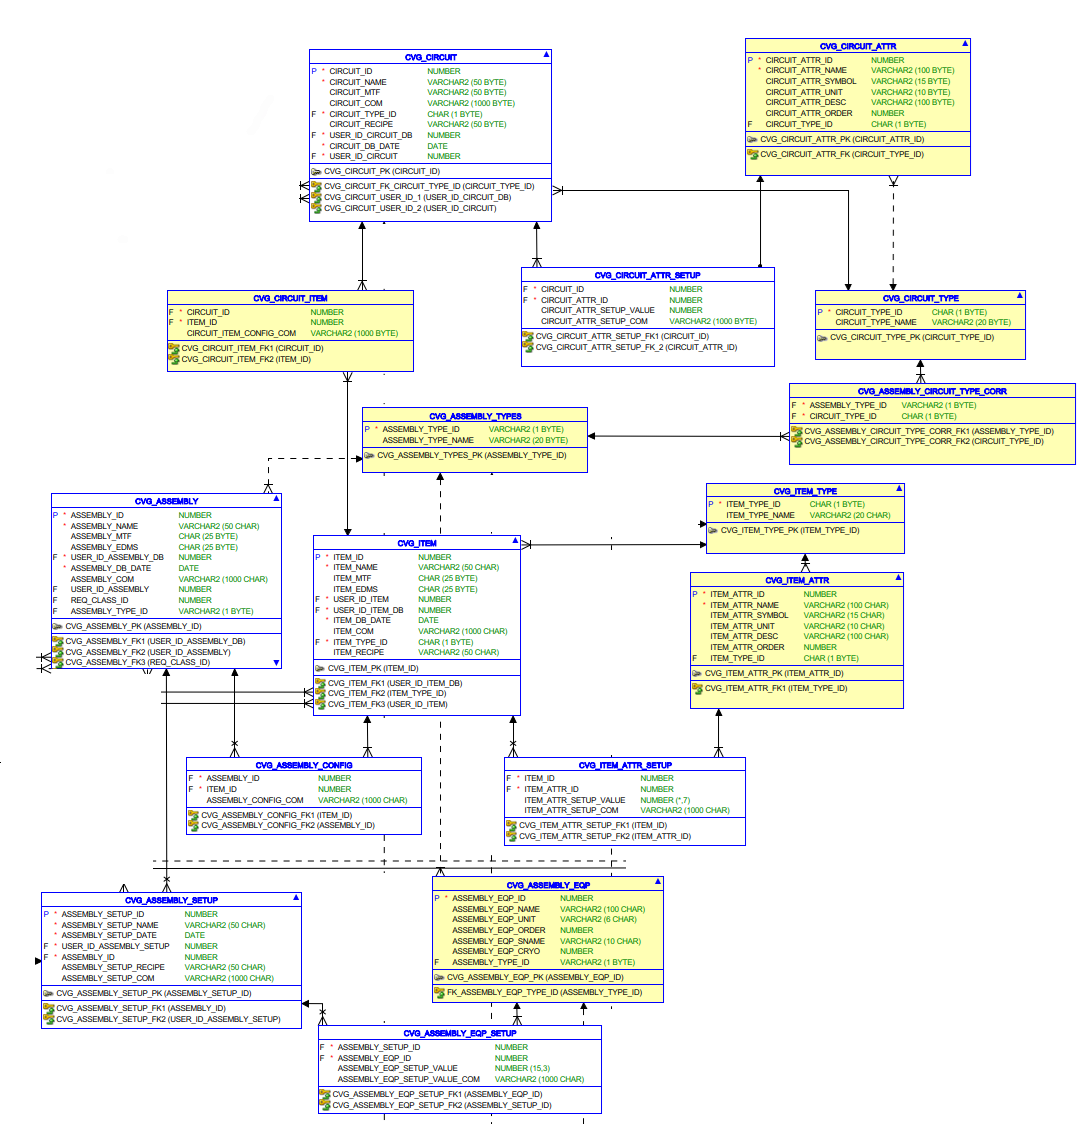 CVG_CIRCUIT
P * CIRCUIT_ID NUMBER
* CIRCUIT_NAME VARCHAR2 (50 BYTE)
CIRCUIT_MTF VARCHAR2 (50 BYTE)
CIRCUIT_COM VARCHAR2 (1000 BYTE)
F * CIRCUIT_TYPE_ID CHAR (1 BYTE)
CIRCUIT_RECIPE VARCHAR2 (50 BYTE)
F * USER_ID_CIRCUIT_DB NUMBER
* CIRCUIT_DB_DATE DATE
F * USER_ID_CIRCUIT NUMBER
CVG_CIRCUIT_PK (CIRCUIT_ID)
CVG_CIRCUIT_FK_CIRCUIT_TYPE_ID (CIRCUIT_TYPE_ID)
CVG_CIRCUIT_USER_ID_1 (USER_ID_CIRCUIT_DB)
CVG_CIRCUIT_USER_ID_2 (USER_ID_CIRCUIT)
CVG_CIRCUIT_ATTR
P * CIRCUIT_ATTR_ID NUMBER
* CIRCUIT_ATTR_NAME VARCHAR2 (100 BYTE)
CIRCUIT_ATTR_SYMBOL VARCHAR2 (15 BYTE)
CIRCUIT_ATTR_UNIT VARCHAR2 (10 BYTE)
CIRCUIT_ATTR_DESC VARCHAR2 (100 BYTE)
CIRCUIT_ATTR_ORDER NUMBER
F CIRCUIT_TYPE_ID CHAR (1 BYTE)
CVG_CIRCUIT_ATTR_PK (CIRCUIT_ATTR_ID)
CVG_CIRCUIT_ATTR_FK (CIRCUIT_TYPE_ID)
CVG_CIRCUIT_ITEM
F * CIRCUIT_ID NUMBER
F * ITEM_ID NUMBER
CIRCUIT_ITEM_CONFIG_COM VARCHAR2 (1000 BYTE)
CVG_CIRCUIT_ITEM_FK1 (CIRCUIT_ID)
CVG_CIRCUIT_ITEM_FK2 (ITEM_ID)
CVG_CIRCUIT_ATTR_SETUP
F * CIRCUIT_ID NUMBER
F * CIRCUIT_ATTR_ID NUMBER
CIRCUIT_ATTR_SETUP_VALUE NUMBER
CIRCUIT_ATTR_SETUP_COM VARCHAR2 (1000 BYTE)
CVG_CIRCUIT_ATTR_SETUP_FK1 (CIRCUIT_ID)
CVG_CIRCUIT_ATTR_SETUP_FK_2 (CIRCUIT_ATTR_ID)
CVG_CIRCUIT_TYPE
P * CIRCUIT_TYPE_ID CHAR (1 BYTE)
CIRCUIT_TYPE_NAME VARCHAR2 (20 BYTE)
CVG_CIRCUIT_TYPE_PK (CIRCUIT_TYPE_ID)
CVG_ASSEMBLY_CIRCUIT_TYPE_CORR
F * ASSEMBLY_TYPE_ID VARCHAR2 (1 BYTE)
F * CIRCUIT_TYPE_ID CHAR (1 BYTE)
CVG_ASSEMBLY_CIRCUIT_TYPE_CORR_FK1 (ASSEMBLY_TYPE_ID)
CVG_ASSEMBLY_CIRCUIT_TYPE_CORR_FK2 (CIRCUIT_TYPE_ID)
CVG_ASSEMBLY_TYPES
P * ASSEMBLY_TYPE_ID VARCHAR2 (1 BYTE)
ASSEMBLY_TYPE_NAME VARCHAR2 (20 BYTE)
CVG_ASSEMBLY_TYPES_PK (ASSEMBLY_TYPE_ID)
CVG_ASSEMBLY
P * ASSEMBLY_ID NUMBER
* ASSEMBLY_NAME VARCHAR2 (50 CHAR)
ASSEMBLY_MTF CHAR (25 BYTE)
ASSEMBLY_EDMS CHAR (25 BYTE)
F * USER_ID_ASSEMBLY_DB NUMBER
* ASSEMBLY_DB_DATE DATE
ASSEMBLY_COM VARCHAR2 (1000 CHAR)
F USER_ID_ASSEMBLY NUMBER
F REQ_CLASS_ID NUMBER
F ASSEMBLY_TYPE_ID VARCHAR2 (1 BYTE)
CVG_ASSEMBLY_PK (ASSEMBLY_ID)
CVG_ASSEMBLY_FK1 (USER_ID_ASSEMBLY_DB)
CVG_ASSEMBLY_FK2 (USER_ID_ASSEMBLY)
CVG_ASSEMBLY_FK3 (REQ_CLASS_ID)
CVG_ITEM
P * ITEM_ID NUMBER
* ITEM_NAME VARCHAR2 (50 CHAR)
ITEM_MTF CHAR (25 BYTE)
ITEM_EDMS CHAR (25 BYTE)
F * USER_ID_ITEM NUMBER
F * USER_ID_ITEM_DB NUMBER
* ITEM_DB_DATE DATE
ITEM_COM VARCHAR2 (1000 CHAR)
F * ITEM_TYPE_ID CHAR (1 BYTE)
ITEM_RECIPE VARCHAR2 (50 CHAR)
CVG_ITEM_PK (ITEM_ID)
CVG_ITEM_FK1 (USER_ID_ITEM_DB)
CVG_ITEM_FK2 (ITEM_TYPE_ID)
CVG_ITEM_FK3 (USER_ID_ITEM)
CVG_ITEM_TYPE
P * ITEM_TYPE_ID CHAR (1 BYTE)
ITEM_TYPE_NAME VARCHAR2 (20 CHAR)
CVG_ITEM_TYPE_PK (ITEM_TYPE_ID)
CVG_ITEM_ATTR
P * ITEM_ATTR_ID NUMBER
* ITEM_ATTR_NAME VARCHAR2 (100 CHAR)
ITEM_ATTR_SYMBOL VARCHAR2 (15 CHAR)
ITEM_ATTR_UNIT VARCHAR2 (10 CHAR)
ITEM_ATTR_DESC VARCHAR2 (100 CHAR)
ITEM_ATTR_ORDER NUMBER
F ITEM_TYPE_ID CHAR (1 BYTE)
CVG_ITEM_ATTR_PK (ITEM_ATTR_ID)
CVG_ITEM_ATTR_FK1 (ITEM_TYPE_ID)
CVG_ASSEMBLY_CONFIG
F * ASSEMBLY_ID NUMBER
F * ITEM_ID NUMBER
ASSEMBLY_CONFIG_COM VARCHAR2 (1000 CHAR)
CVG_ASSEMBLY_CONFIG_FK1 (ITEM_ID)
CVG_ASSEMBLY_CONFIG_FK2 (ASSEMBLY_ID)
CVG_ITEM_ATTR_SETUP
F * ITEM_ID NUMBER
F * ITEM_ATTR_ID NUMBER
ITEM_ATTR_SETUP_VALUE NUMBER (*,7)
ITEM_ATTR_SETUP_COM VARCHAR2 (1000 CHAR)
CVG_ITEM_ATTR_SETUP_FK1 (ITEM_ID)
CVG_ITEM_ATTR_SETUP_FK2 (ITEM_ATTR_ID)
CVG_ASSEMBLY_SETUP
P * ASSEMBLY_SETUP_ID NUMBER
* ASSEMBLY_SETUP_NAME VARCHAR2 (50 CHAR)
* ASSEMBLY_SETUP_DATE DATE
F * USER_ID_ASSEMBLY_SETUP NUMBER
F * ASSEMBLY_ID NUMBER
ASSEMBLY_SETUP_RECIPE VARCHAR2 (50 CHAR)
ASSEMBLY_SETUP_COM VARCHAR2 (1000 CHAR)
CVG_ASSEMBLY_SETUP_PK (ASSEMBLY_SETUP_ID)
CVG_ASSEMBLY_SETUP_FK1 (ASSEMBLY_ID)
CVG_ASSEMBLY_SETUP_FK2 (USER_ID_ASSEMBLY_SETUP)
CVG_ASSEMBLY_EQP
P * ASSEMBLY_EQP_ID NUMBER
ASSEMBLY_EQP_NAME VARCHAR2 (100 CHAR)
ASSEMBLY_EQP_UNIT VARCHAR2 (6 CHAR)
ASSEMBLY_EQP_ORDER NUMBER
ASSEMBLY_EQP_SNAME VARCHAR2 (10 CHAR)
ASSEMBLY_EQP_CRYO NUMBER
F ASSEMBLY_TYPE_ID VARCHAR2 (1 BYTE)
CVG_ASSEMBLY_EQP_PK (ASSEMBLY_EQP_ID)
FK_ASSEMBLY_EQP_TYPE_ID (ASSEMBLY_TYPE_ID)
CVG_ASSEMBLY_EQP_SETUP
F * ASSEMBLY_SETUP_ID NUMBER
F * ASSEMBLY_EQP_ID NUMBER
ASSEMBLY_EQP_SETUP_VALUE NUMBER (15,3)
ASSEMBLY_EQP_SETUP_VALUE_COM VARCHAR2 (1000 CHAR)
CVG_ASSEMBLY_EQP_SETUP_FK1 (ASSEMBLY_EQP_ID)
CVG_ASSEMBLY_EQP_SETUP_FK2 (ASSEMBLY_SETUP_ID)